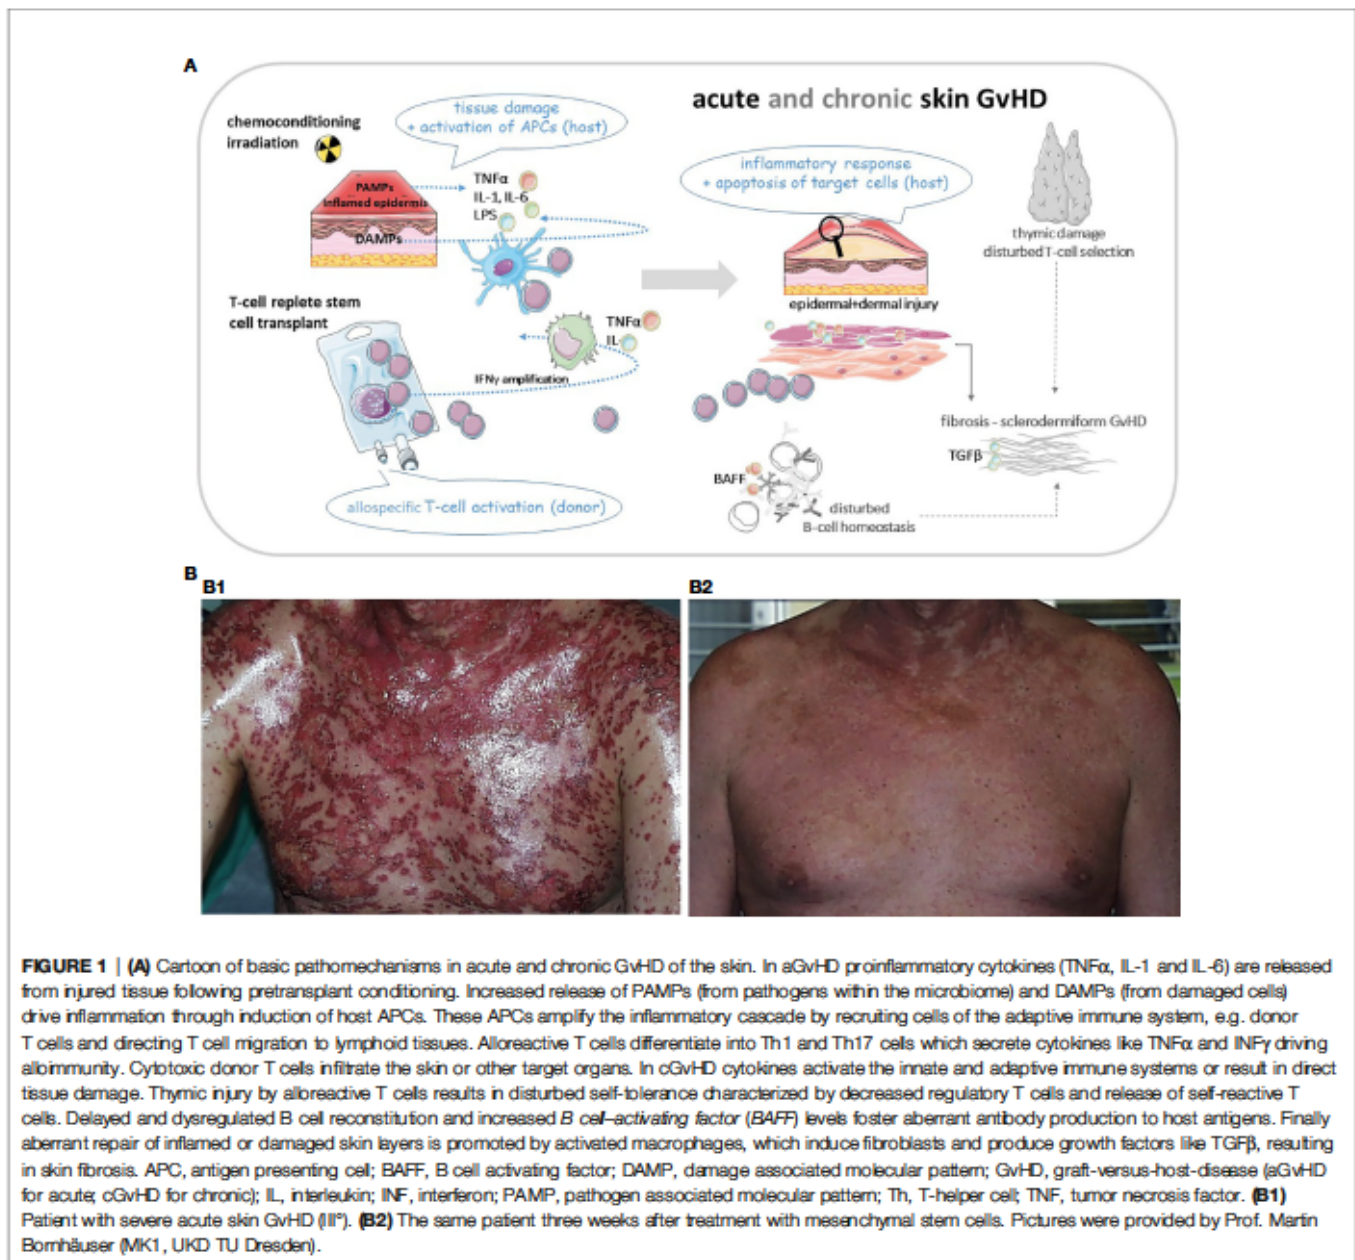 A
acute and chronic skin GvHD
tissue damage
+ activation of APCs (host)
chemoconditioning
irradiation
PAMPs
Inflamed epidermis
DAMPs
TNFα
IL-1, IL-6
LPS
inflammatory response
+ apoptosis of target cells (host)
thymic damage
disturbed T-cell selection
epidermal+dermal injury
T-cell replete stem
cell transplant
TNFα
IL-
IFNγ amplification
allospecific T-cell activation (donor)
fibrosis - sclerodermiform GvHD
TGFβ
BAFF
disturbed
B-cell homeostasis
B
B1
B2
FIGURE 1 | (A) Cartoon of basic pathomechanisms in acute and chronic GvHD of the skin. In aGvHD proinflammatory cytokines (TNFα, IL-1 and IL-6) are released
from injured tissue following pretransplant conditioning. Increased release of PAMPs (from pathogens within the microbiome) and DAMPs (from damaged cells)
drive inflammation through induction of host APCs. These APCs amplify the inflammatory cascade by recruiting cells of the adaptive immune system, e.g. donor
T cells and directing T cell migration to lymphoid tissues. Alloreactive T cells differentiate into Th1 and Th17 cells which secrete cytokines like TNFα and INFγ driving
alloimmunity. Cytotoxic donor T cells infiltrate the skin or other target organs. In cGvHD cytokines activate the innate and adaptive immune systems or result in direct
tissue damage. Thymic injury by alloreactive T cells results in disturbed self-tolerance characterized by decreased regulatory T cells and release of self-reactive T
cells. Delayed and dysregulated B cell reconstitution and increased B cell–activating factor (BAFF) levels foster aberrant antibody production to host antigens. Finally
aberrant repair of inflamed or damaged skin layers is promoted by activated macrophages, which induce fibroblasts and produce growth factors like TGFβ, resulting
in skin fibrosis. APC, antigen presenting cell; BAFF, B cell activating factor; DAMP, damage associated molecular pattern; GvHD, graft-versus-host-disease (aGvHD
for acute; cGvHD for chronic); IL, interleukin; INF, interferon; PAMP, pathogen associated molecular pattern; Th, T-helper cell; TNF, tumor necrosis factor. (B1)
Patient with severe acute skin GvHD (III°). (B2) The same patient three weeks after treatment with mesenchymal stem cells. Pictures were provided by Prof. Martin
Bornhäuser (MK1, UKD TU Dresden).